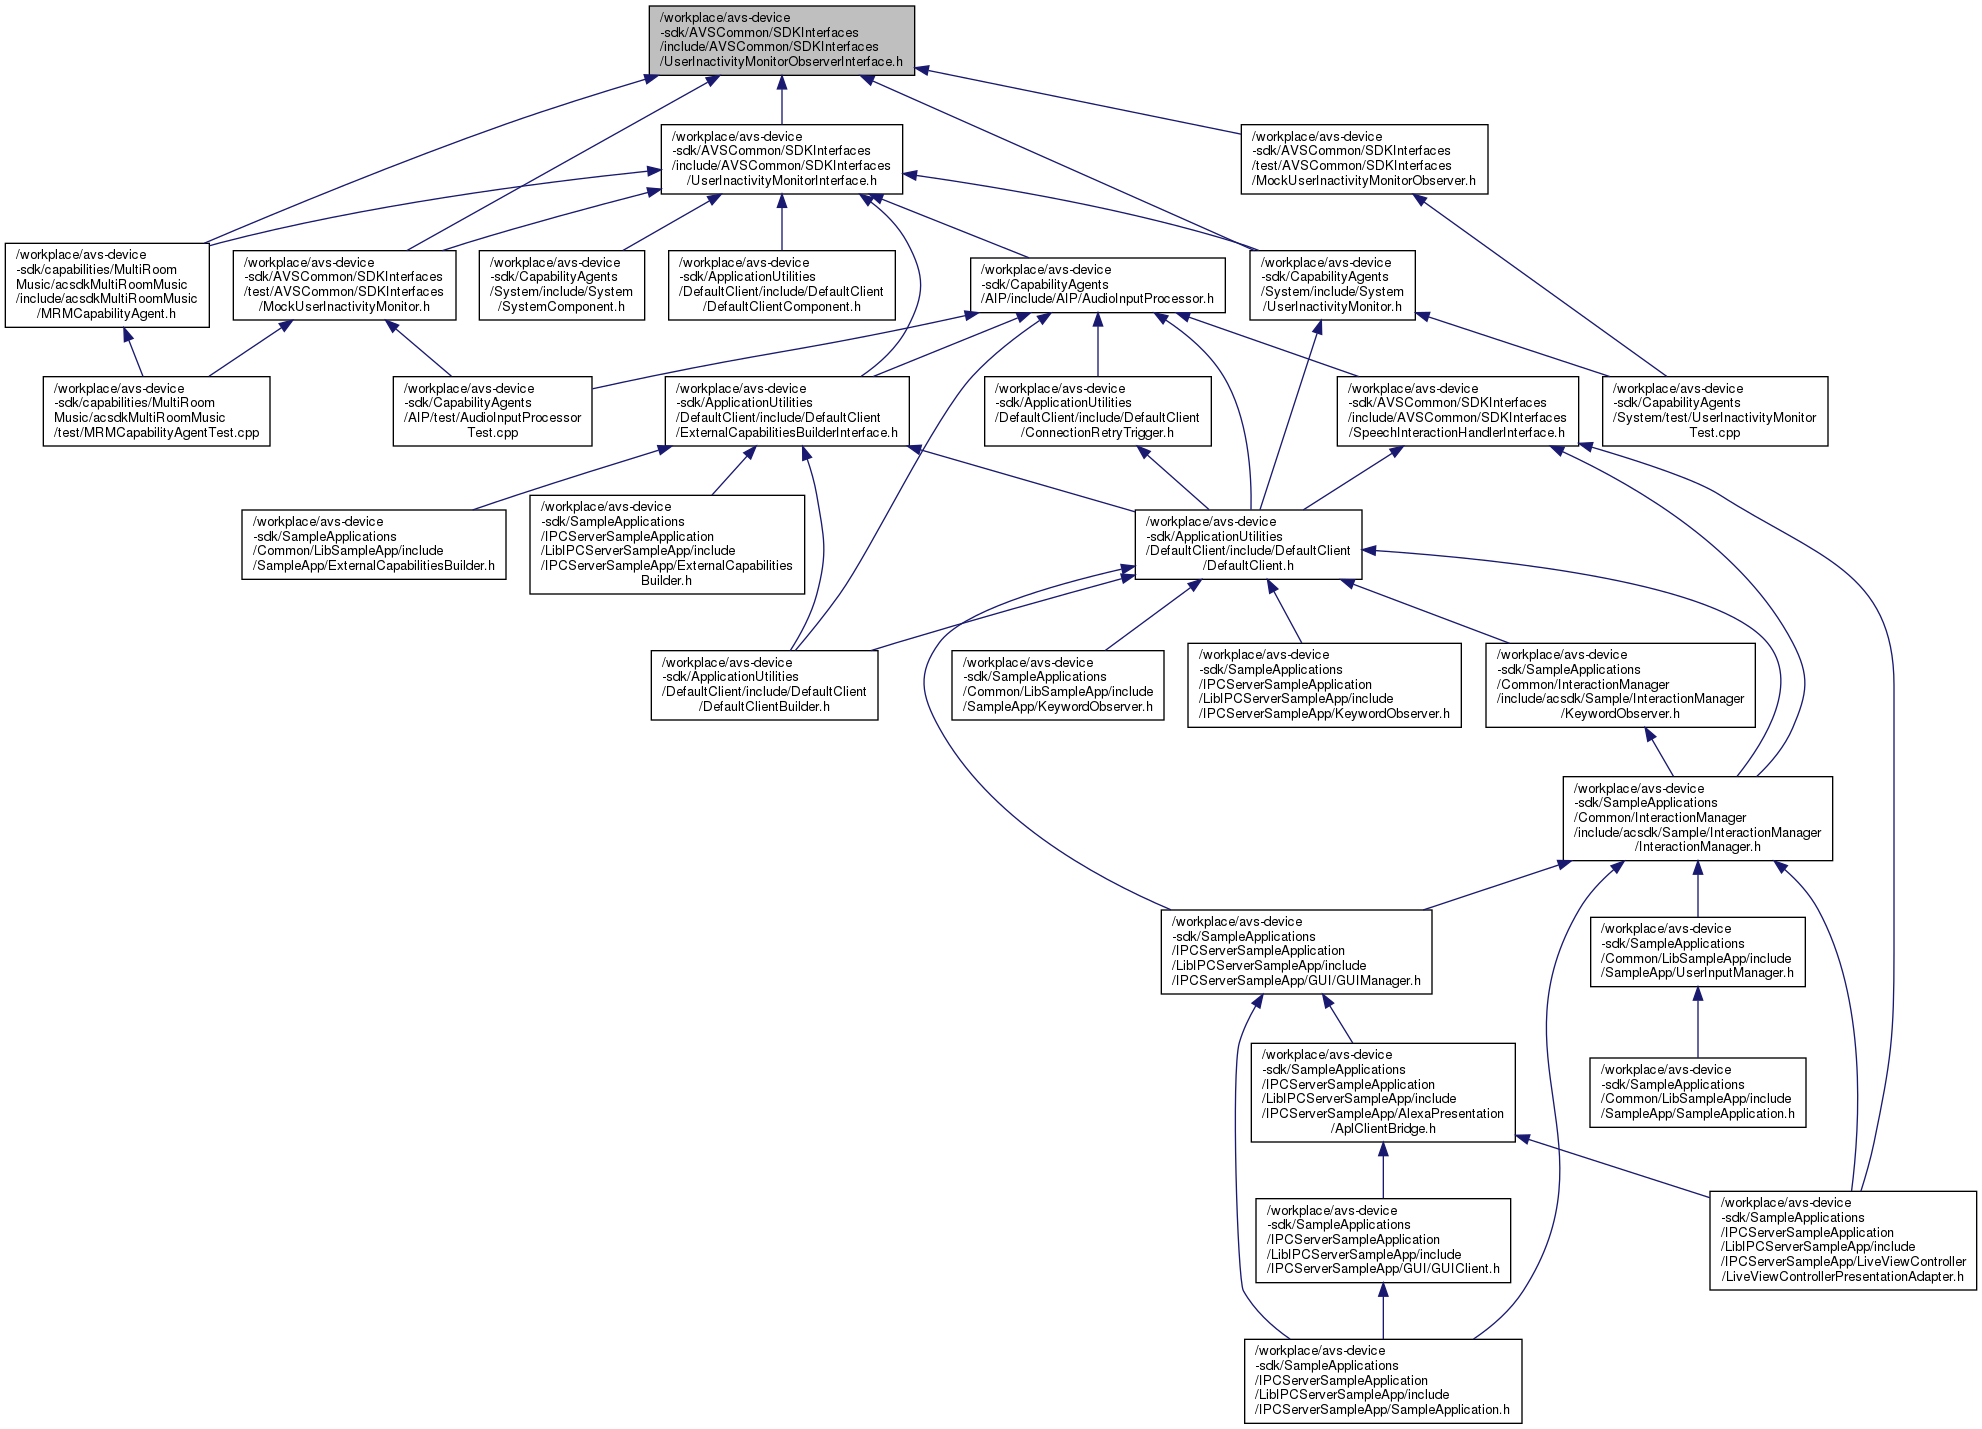 /workplace/avs-device
-sdk/AVSCommon/SDKInterfaces
/include/AVSCommon/SDKInterfaces
/UserInactivityMonitorObserverInterface.h
/workplace/avs-device
-sdk/AVSCommon/SDKInterfaces
/include/AVSCommon/SDKInterfaces
/UserInactivityMonitorInterface.h
/workplace/avs-device
-sdk/AVSCommon/SDKInterfaces
/test/AVSCommon/SDKInterfaces
/MockUserInactivityMonitorObserver.h
/workplace/avs-device
-sdk/capabilities/MultiRoom
Music/acsdkMultiRoomMusic
/include/acsdkMultiRoomMusic
/MRMCapabilityAgent.h
/workplace/avs-device
-sdk/AVSCommon/SDKInterfaces
/test/AVSCommon/SDKInterfaces
/MockUserInactivityMonitor.h
/workplace/avs-device
-sdk/CapabilityAgents
/System/include/System
/SystemComponent.h
/workplace/avs-device
-sdk/ApplicationUtilities
/DefaultClient/include/DefaultClient
/DefaultClientComponent.h
/workplace/avs-device
-sdk/CapabilityAgents
/AIP/include/AIP/AudioInputProcessor.h
/workplace/avs-device
-sdk/CapabilityAgents
/System/include/System
/UserInactivityMonitor.h
/workplace/avs-device
-sdk/capabilities/MultiRoom
Music/acsdkMultiRoomMusic
/test/MRMCapabilityAgentTest.cpp
/workplace/avs-device
-sdk/CapabilityAgents
/AIP/test/AudioInputProcessor
Test.cpp
/workplace/avs-device
-sdk/ApplicationUtilities
/DefaultClient/include/DefaultClient
/ExternalCapabilitiesBuilderInterface.h
/workplace/avs-device
-sdk/ApplicationUtilities
/DefaultClient/include/DefaultClient
/ConnectionRetryTrigger.h
/workplace/avs-device
-sdk/AVSCommon/SDKInterfaces
/include/AVSCommon/SDKInterfaces
/SpeechInteractionHandlerInterface.h
/workplace/avs-device
-sdk/CapabilityAgents
/System/test/UserInactivityMonitor
Test.cpp
/workplace/avs-device
-sdk/SampleApplications
/Common/LibSampleApp/include
/SampleApp/ExternalCapabilitiesBuilder.h
/workplace/avs-device
-sdk/SampleApplications
/IPCServerSampleApplication
/LibIPCServerSampleApp/include
/IPCServerSampleApp/ExternalCapabilities
Builder.h
/workplace/avs-device
-sdk/ApplicationUtilities
/DefaultClient/include/DefaultClient
/DefaultClient.h
/workplace/avs-device
-sdk/ApplicationUtilities
/DefaultClient/include/DefaultClient
/DefaultClientBuilder.h
/workplace/avs-device
-sdk/SampleApplications
/Common/LibSampleApp/include
/SampleApp/KeywordObserver.h
/workplace/avs-device
-sdk/SampleApplications
/IPCServerSampleApplication
/LibIPCServerSampleApp/include
/IPCServerSampleApp/KeywordObserver.h
/workplace/avs-device
-sdk/SampleApplications
/Common/InteractionManager
/include/acsdk/Sample/InteractionManager
/KeywordObserver.h
/workplace/avs-device
-sdk/SampleApplications
/Common/InteractionManager
/include/acsdk/Sample/InteractionManager
/InteractionManager.h
/workplace/avs-device
-sdk/SampleApplications
/IPCServerSampleApplication
/LibIPCServerSampleApp/include
/IPCServerSampleApp/GUI/GUIManager.h
/workplace/avs-device
-sdk/SampleApplications
/Common/LibSampleApp/include
/SampleApp/UserInputManager.h
/workplace/avs-device
-sdk/SampleApplications
/IPCServerSampleApplication
/LibIPCServerSampleApp/include
/IPCServerSampleApp/AlexaPresentation
/AplClientBridge.h
/workplace/avs-device
-sdk/SampleApplications
/Common/LibSampleApp/include
/SampleApp/SampleApplication.h
/workplace/avs-device
-sdk/SampleApplications
/IPCServerSampleApplication
/LibIPCServerSampleApp/include
/IPCServerSampleApp/GUI/GUIClient.h
/workplace/avs-device
-sdk/SampleApplications
/IPCServerSampleApplication
/LibIPCServerSampleApp/include
/IPCServerSampleApp/LiveViewController
/LiveViewControllerPresentationAdapter.h
/workplace/avs-device
-sdk/SampleApplications
/IPCServerSampleApplication
/LibIPCServerSampleApp/include
/IPCServerSampleApp/SampleApplication.h